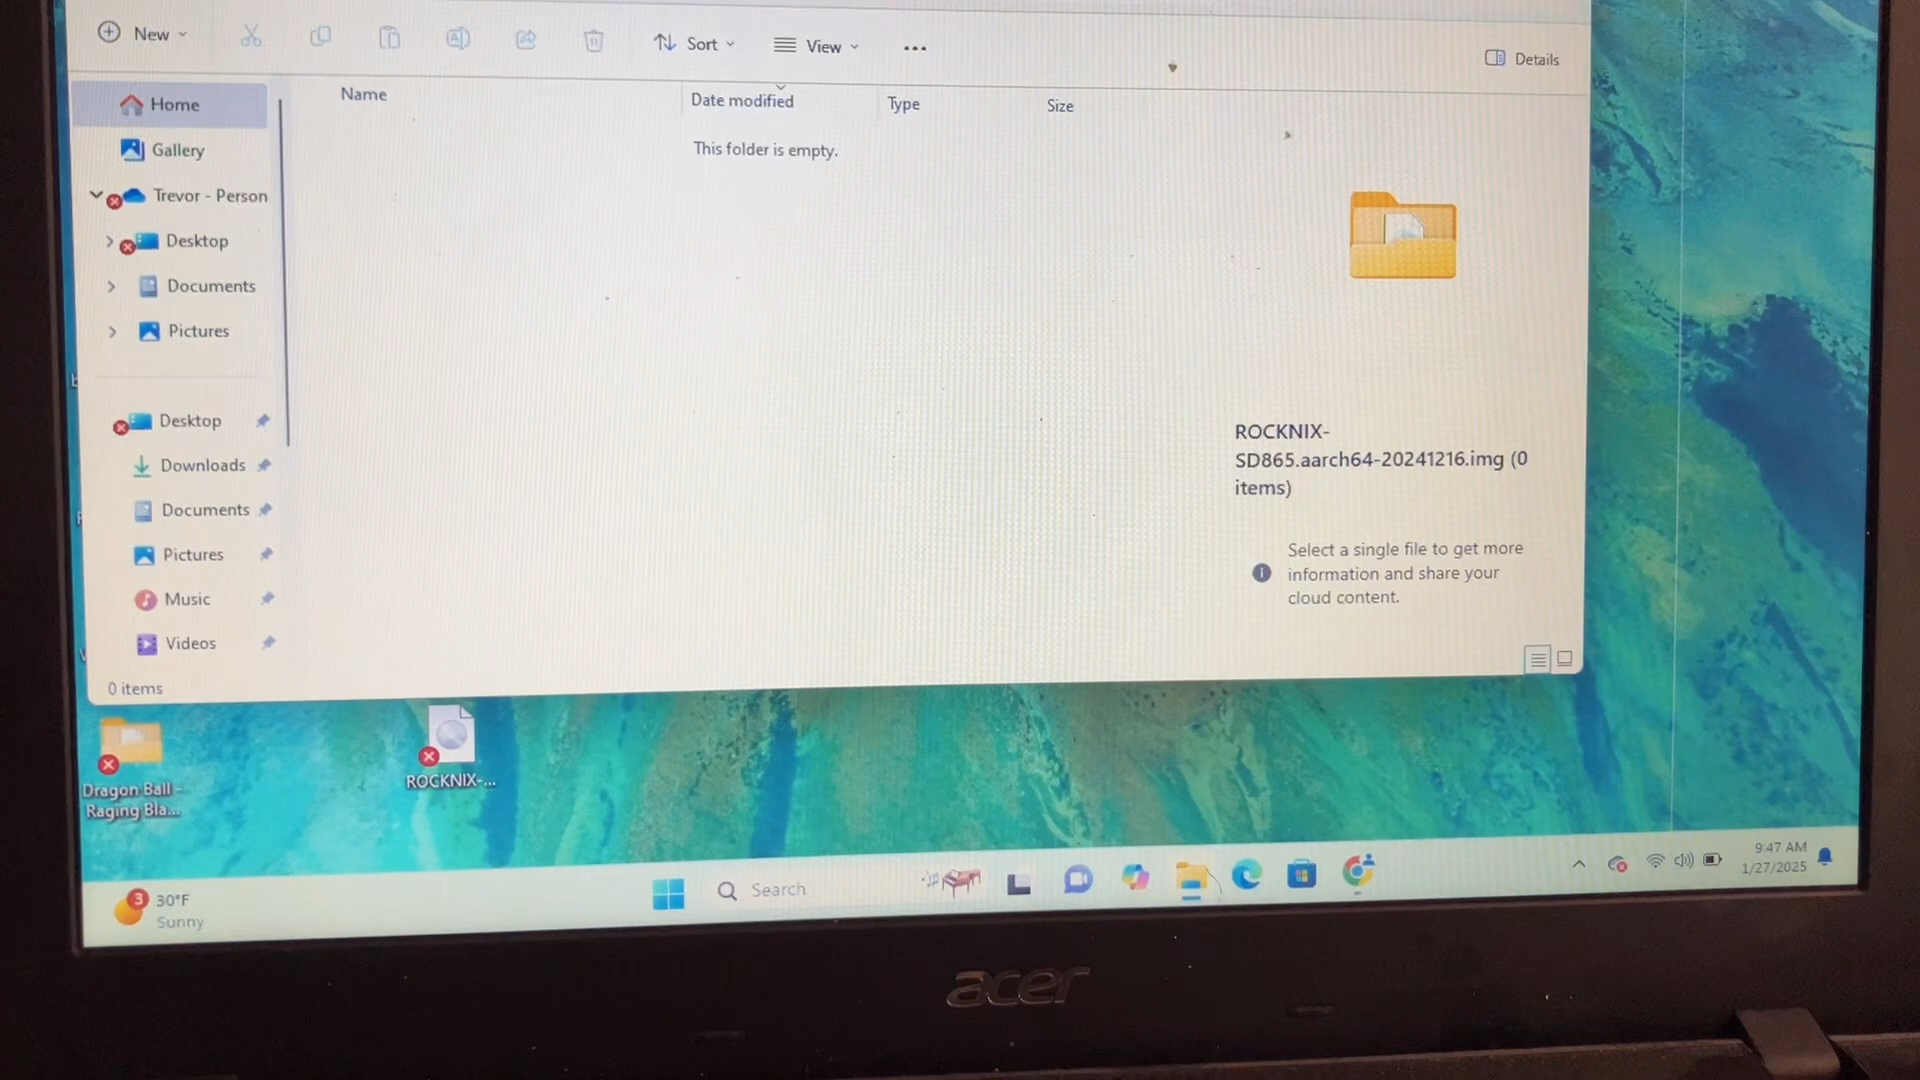 New
Sort
View
Details
Name
Date modified
Type
Size
This folder is empty.
Home
Gallery
Trevor - Person
Desktop
Documents
Pictures
Desktop
Downloads
Documents
Pictures
Music
Videos
0 items
ROCKNIX-
SD865.aarch64-20241216.img (0
items)
Select a single file to get more
information and share your
cloud content.
Dragon Ball -
Raging Bla...
ROCKNIX-...
3
30°F
Sunny
Search
9:47 AM
1/27/2025
acer